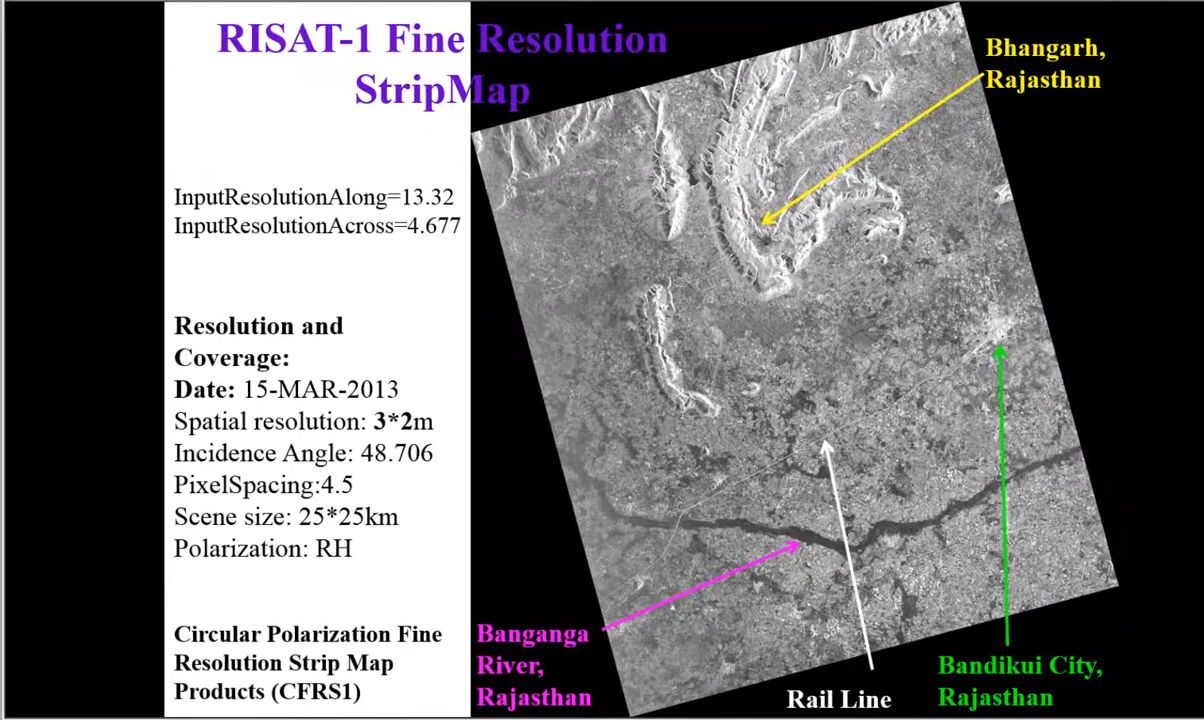 RISAT-1 Fine Resolution
StripMap
Bhangarh,
Rajasthan
InputResolutionAlong=13.32
InputResolutionAcross=4.677
Resolution and
Coverage:
Date: 15-MAR-2013
Spatial resolution: 3*2m
Incidence Angle: 48.706
PixelSpacing:4.5
Scene size: 25*25km
Polarization: RH
Circular Polarization Fine
Resolution Strip Map
Products (CFRS1)
Banganga
River,
Rajasthan
Rail Line
Bandikui City,
Rajasthan